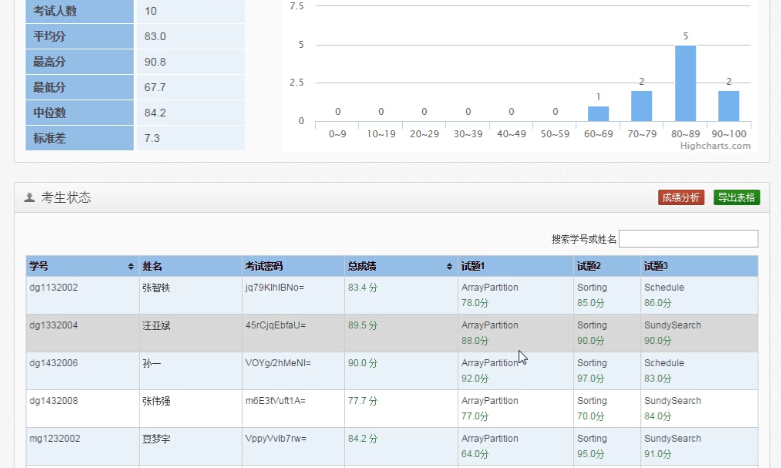 考试人数 10
平均分 83.0
最高分 90.8
最低分 67.7
中位数 84.2
标准差 7.3
7.5
5
2.5
0
0 0 0 0 0 0 1 2 5 2
0~9 10~19 20~29 30~39 40~49 50~59 60~69 70~79 80~89 90~100
Highcharts.com
考生状态 成绩分析 导出表格
搜索学号或姓名
学号 姓名 考试密码 总成绩 试题1 试题2 试题3
dg1132002 张智轶 83.4 分 ArrayPartition Sorting Schedule
78.0分 85.0分 86.0分
dg1332004 汪亚斌 45rCjqEbfaU= 89.5 分 ArrayPartition Sorting SundySearch
88.0分 90.0分 90.0分
dg1432006 孙一 90.0 分 ArrayPartition Sorting Schedule
92.0分 97.0分 83.0分
dg1432008 张伟强 77.7 分 ArrayPartition Sorting SundySearch
77.0分 70.0分 84.0分
mg1232002 豆梦宇 84.2 分 ArrayPartition Sorting SundySearch
64.0分 95.0分 91.0分